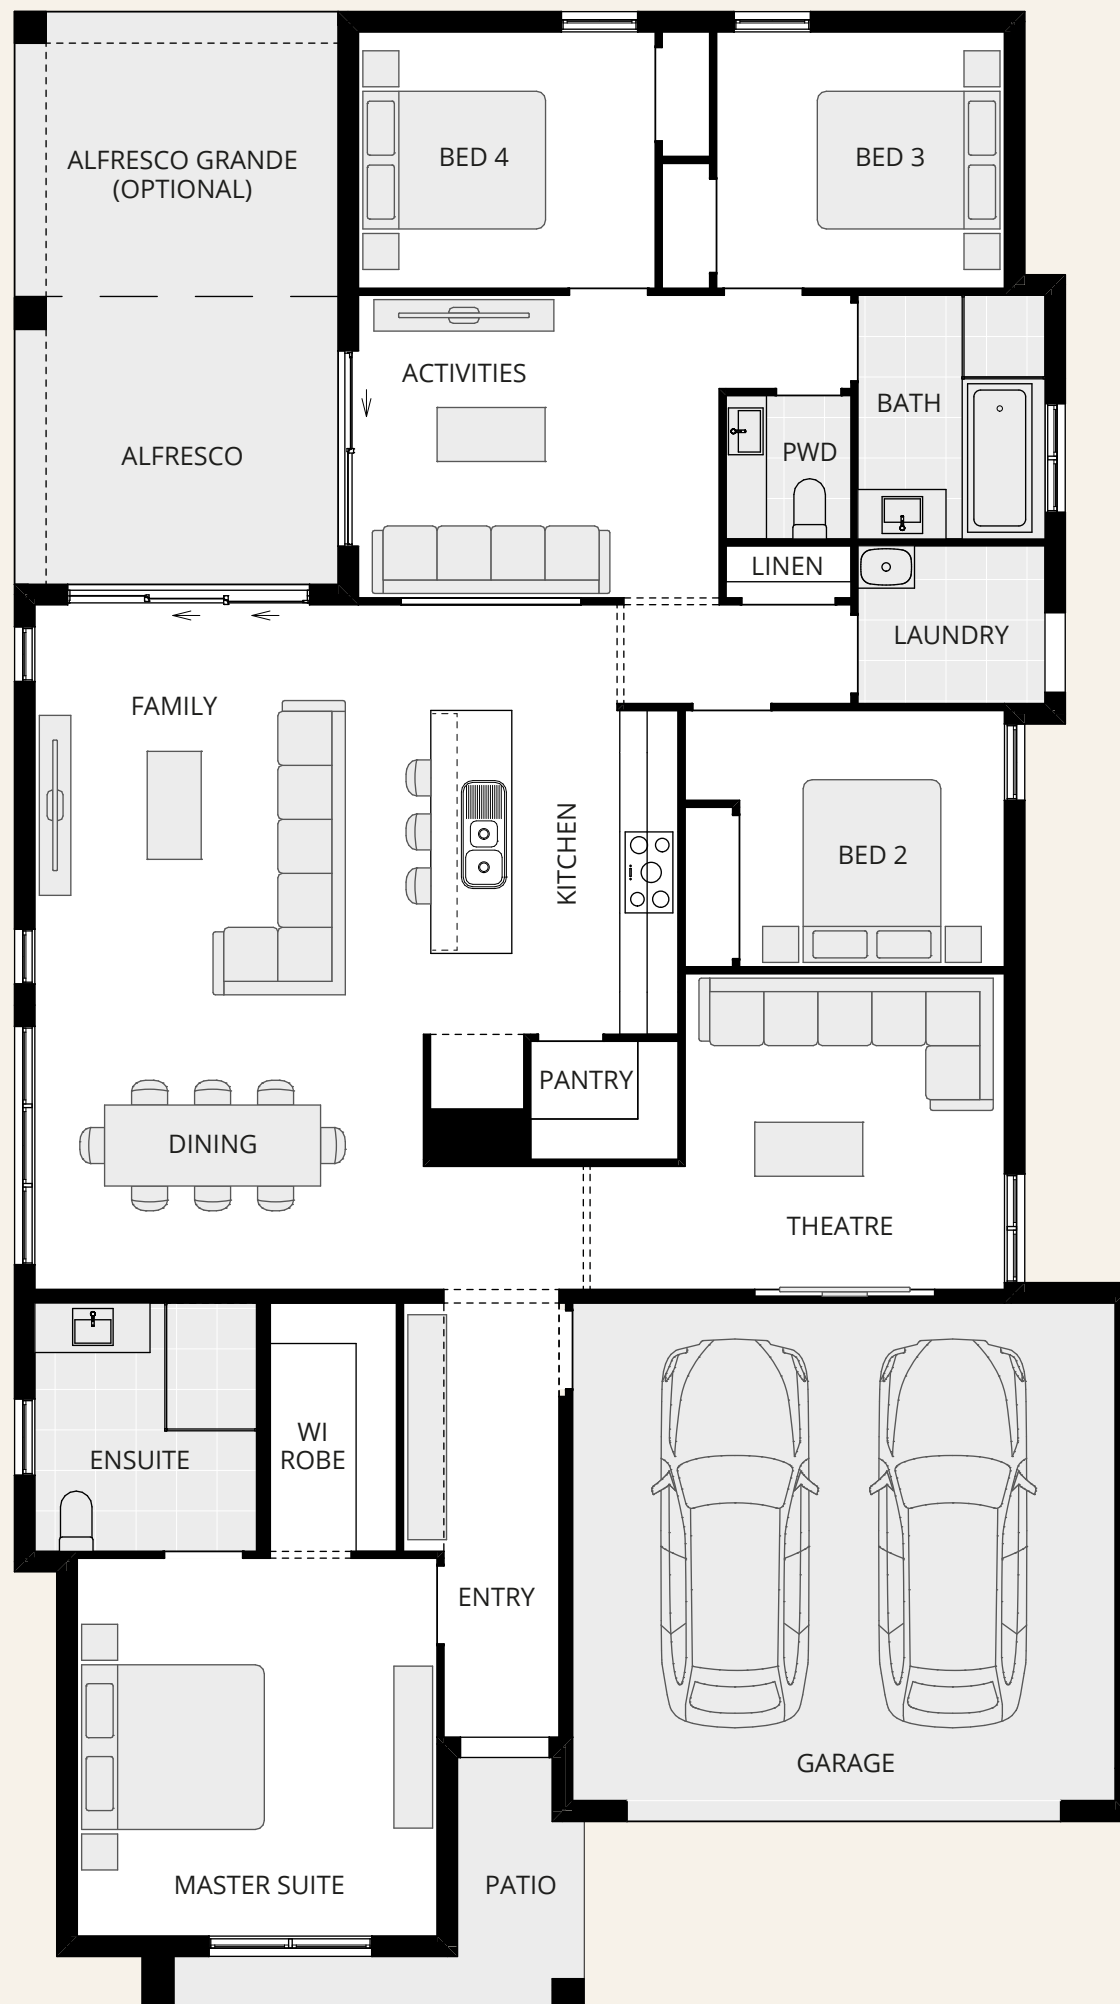 ALFRESCO GRANDE
(OPTIONAL)
BED 4
BED 3
ACTIVITIES
BATH
PWD
ALFRESCO
LINEN
LAUNDRY
FAMILY
KITCHEN
BED 2
PANTRY
DINING
THEATRE
WI
ROBE
ENSUITE
ENTRY
GARAGE
MASTER SUITE
PATIO